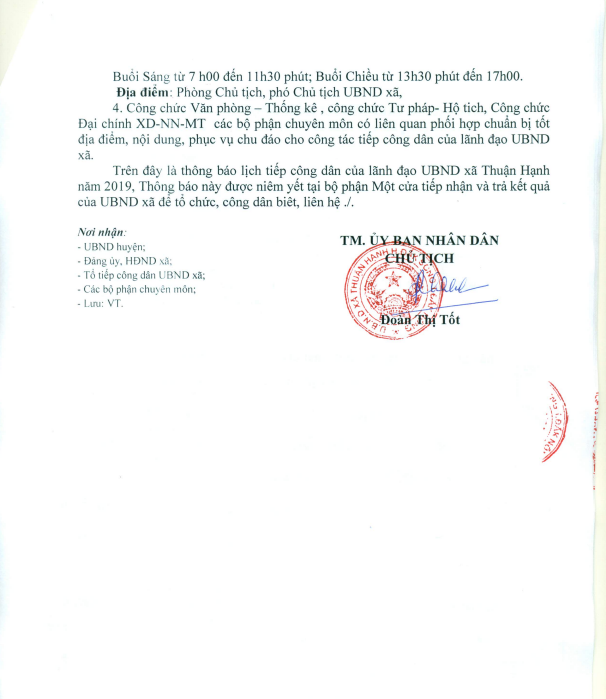 Buổi Sáng từ 7 h00 đến 11h30 phút; Buổi Chiều từ 13h30 phút đến 17h00.
Địa điểm: Phòng Chủ tịch, phó Chủ tịch UBND xã,
4. Công chức Văn phòng – Thống kê , công chức Tư pháp- Hộ tich, Công chức
Đại chính XD-NN-MT các bộ phận chuyên môn có liên quan phối hợp chuẩn bị tốt
địa điểm, nội dung, phục vụ chu đáo cho công tác tiếp công dân của lãnh đạo UBND
xã.
Trên đây là thông báo lịch tiếp công dân của lãnh đạo UBND xã Thuận Hạnh
năm 2019, Thông báo này được niêm yết tại bộ phận Một cửa tiếp nhận và trả kết quả
của UBND xã để tổ chức, công dân biêt, liên hệ ./.
Nơi nhận:
- UBND huyện;
- Đảng ủy, HĐND xã;
- Tổ tiếp công dân UBND xã;
- Các bộ phận chuyên môn;
- Lưu: VT.
TM. ỦY BAN NHÂN DÂN
CHỦ TỊCH
U.B.N.D XÃ THUẬN HẠNH H.ĐẮK SONG
Đoàn Thị Tốt